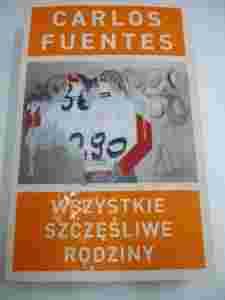 CARLOS
FUENTES
WSZYSTKIE
SZCZĘŚLIWE
RODZINY